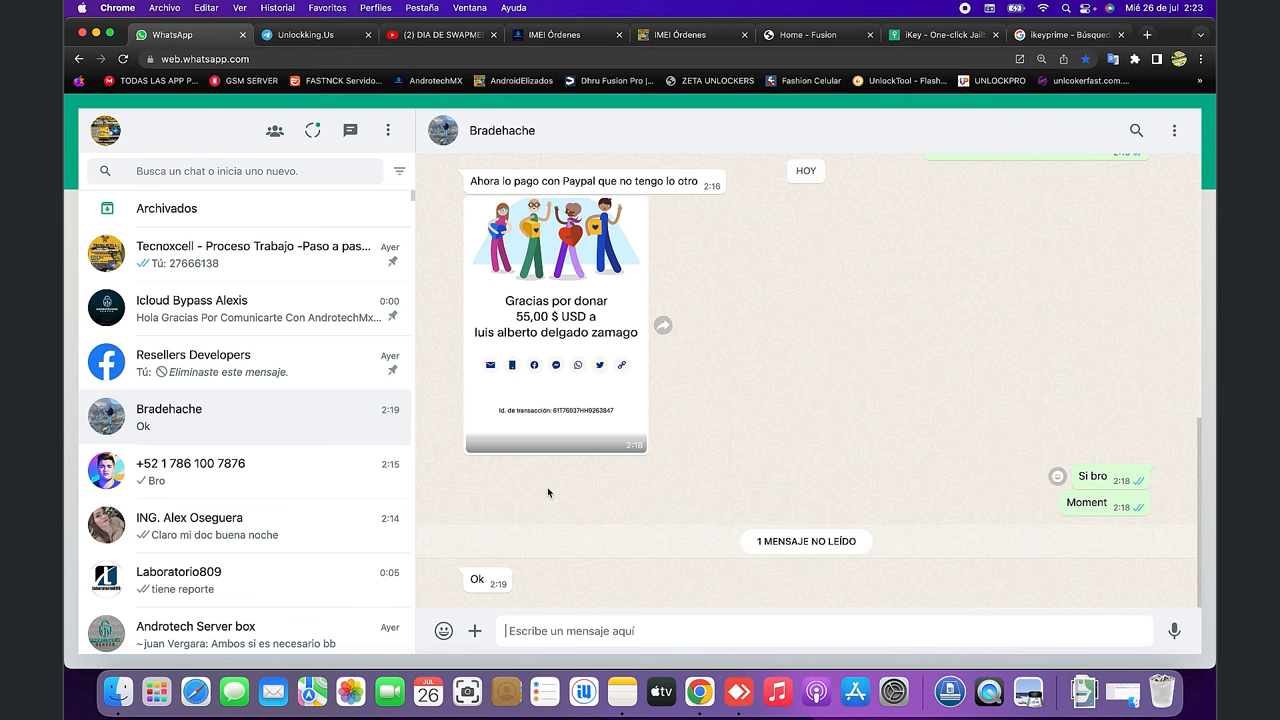 Chrome Archivo Editar Ver Historial Favoritos Perfiles Pestaña Ventana Ayuda Mié 26 de jul 2:23
WhatsApp Unlockking.Us (2) DIA DE SWAPME IMEI Órdenes IMEI Órdenes Home - Fusion iKey - One-click Jail ikeyprime - Búsqued
web.whatsapp.com
TODAS LAS APP P... GSM SERVER FASTNCK Servido... AndrotechMX AndroidElizados Dhru Fusion Pro |... ZETA UNLOCKERS Fashion Celular UnlockTool - Flash... UNLOCKPRO unlcokerfast.com... »
Busca un chat o inicia uno nuevo.
Archivados
Tecnoxcell - Proceso Trabajo -Paso a pas... Ayer
Tú: 27666138
Icloud Bypass Alexis 0:00
Hola Gracias Por Comunicarte Con AndrotechMx...
Resellers Developers Ayer
Tú: Eliminaste este mensaje.
Bradehache 2:19
Ok
+52 1 786 100 7876 2:15
Bro
ING. Alex Oseguera 2:14
Claro mi doc buena noche
Laboratorio809 0:05
tiene reporte
Androtech Server box Ayer
~juan Vergara: Ambos si es necesario bb
Bradehache
HOY
Ahora lo pago con Paypal que no tengo lo otro 2:16
Gracias por donar
55,00 $ USD a
luis alberto delgado zamago
Id. de transacción: 61T76937HH9263847
2:18
Si bro 2:18
Moment 2:18
1 MENSAJE NO LEÍDO
Ok 2:19
Escribe un mensaje aquí
JUL
26
tv